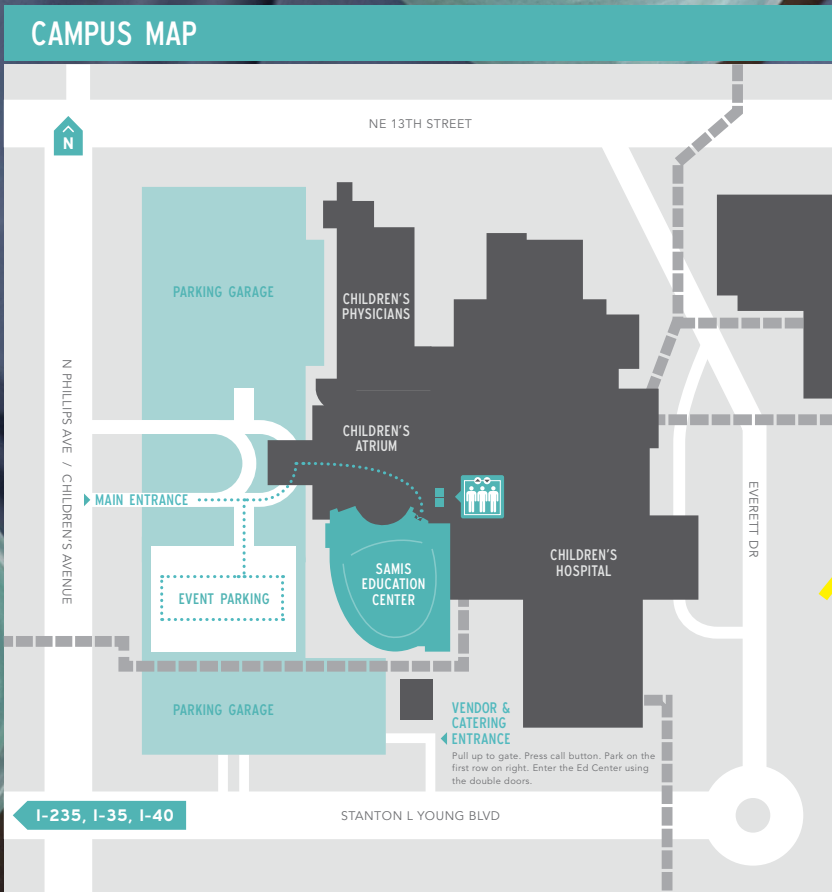 CAMPUS MAP
NE 13TH STREET
N
PARKING GARAGE
CHILDREN'S
PHYSICIANS
N PHILLIPS AVE / CHILDREN'S AVENUE
CHILDREN'S
ATRIUM
MAIN ENTRANCE
EVERETT DR
CHILDREN'S
HOSPITAL
SAMIS
EDUCATION
CENTER
EVENT PARKING
PARKING GARAGE
VENDOR &
CATERING
ENTRANCE
Pull up to gate. Press call button. Park on the
first row on right. Enter the Ed Center using
the double doors.
I-235, I-35, I-40
STANTON L YOUNG BLVD